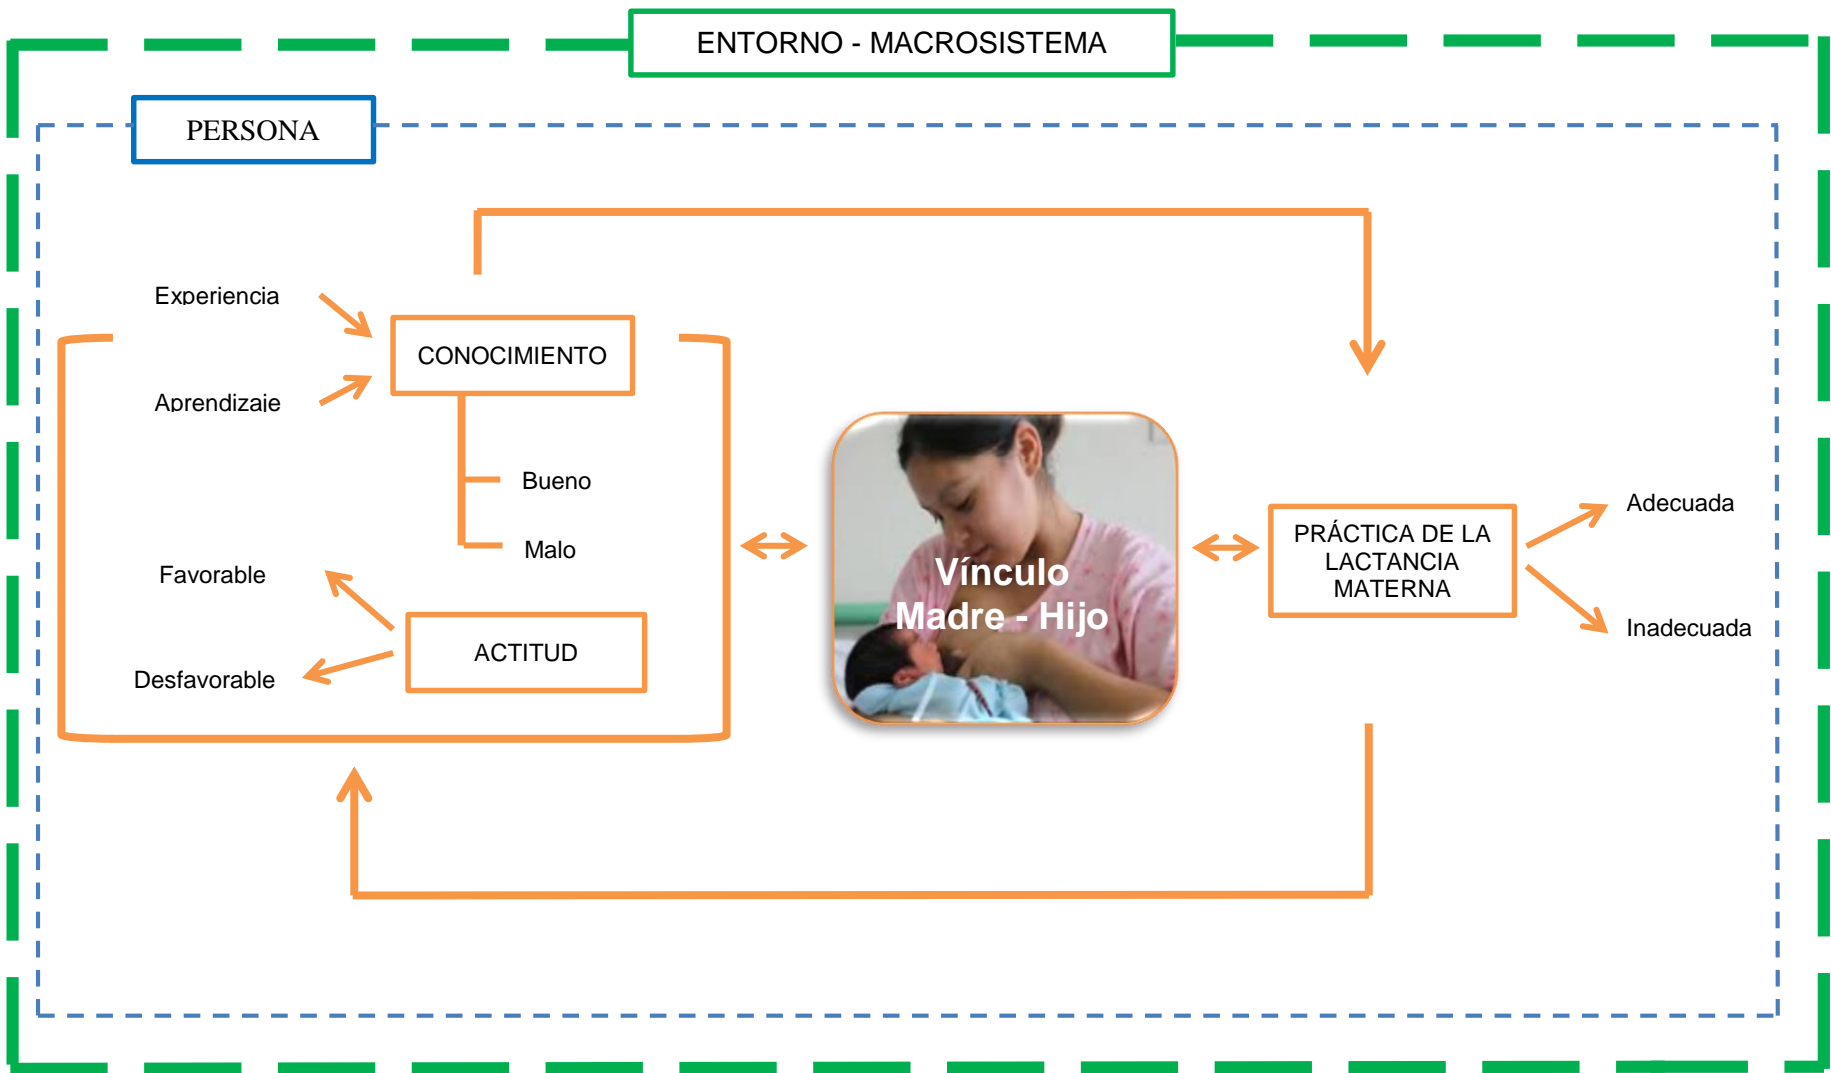 ENTORNO - MACROSISTEMA
PERSONA
Experiencia
CONOCIMIENTO
Aprendizaje
Bueno
Malo
Favorable
ACTITUD
Desfavorable
Vínculo
Madre - Hijo
PRÁCTICA DE LA
LACTANCIA
MATERNA
Adecuada
Inadecuada